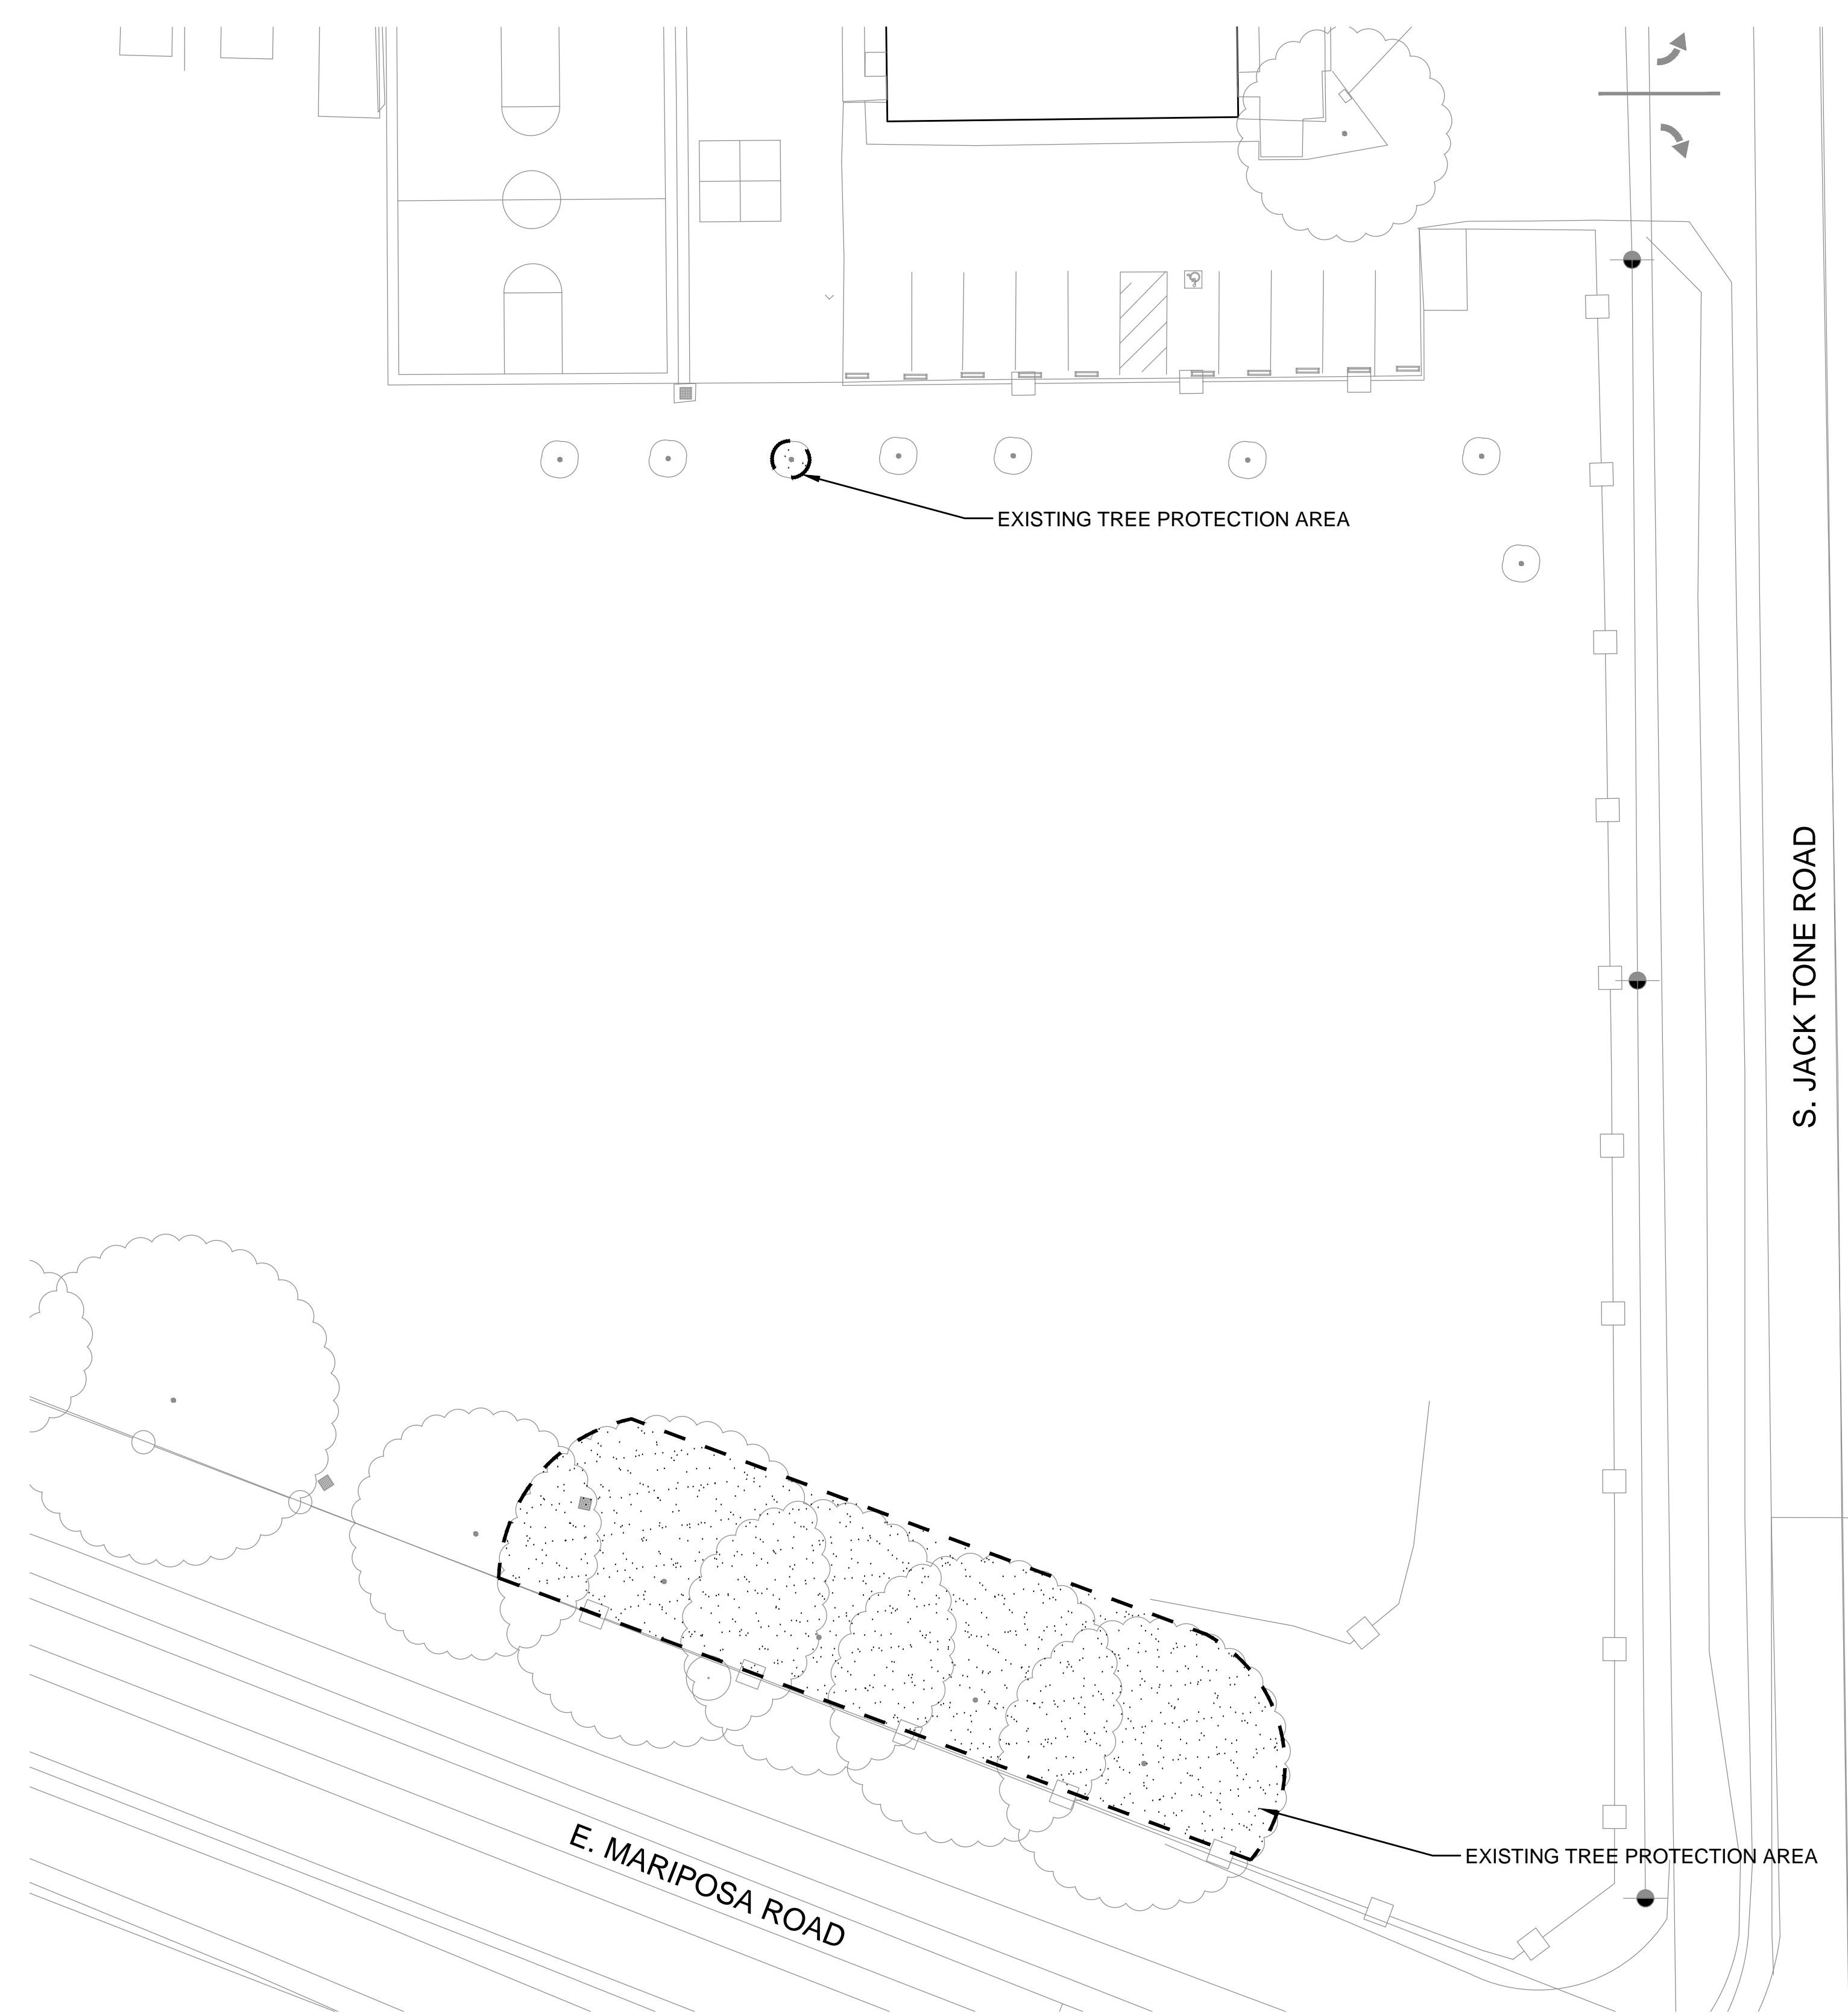 EXISTING TREE PROTECTION AREA
S. JACK TONE ROAD
E. MARIPOSA ROAD
EXISTING TREE PROTECTION AREA